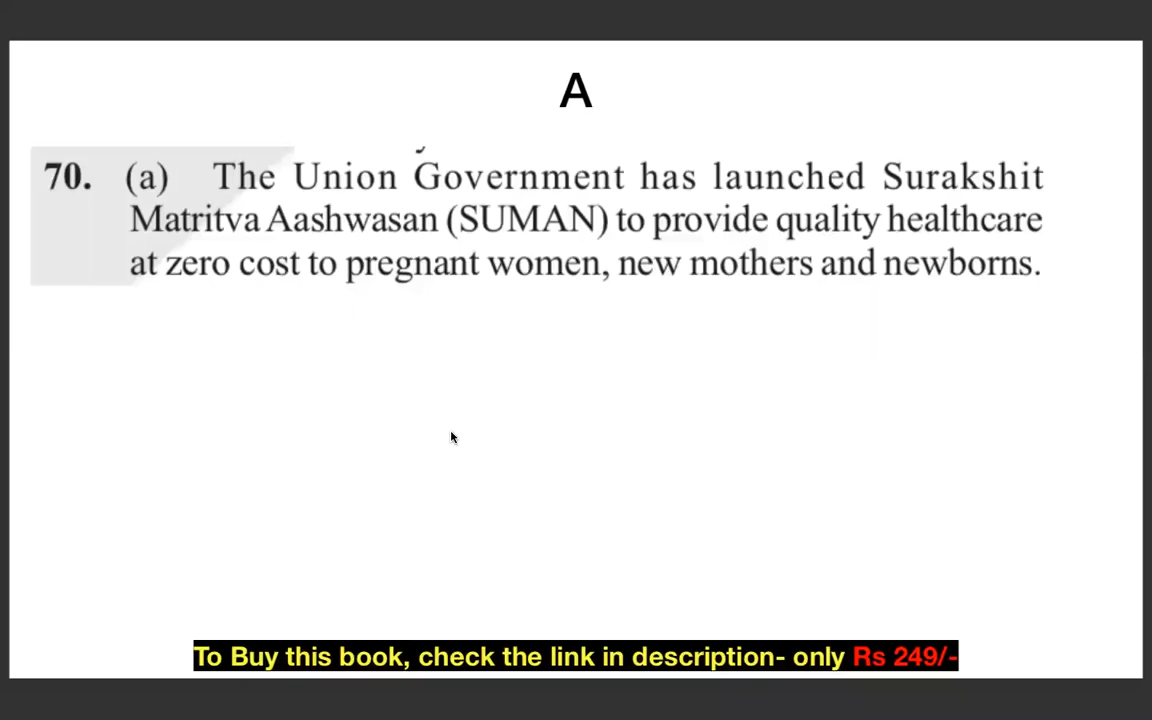 A
70. (a) The Union Government has launched Surakshit
Matritva Aashwasan (SUMAN) to provide quality healthcare
at zero cost to pregnant women, new mothers and newborns.
To Buy this book, check the link in description- only Rs 249/-